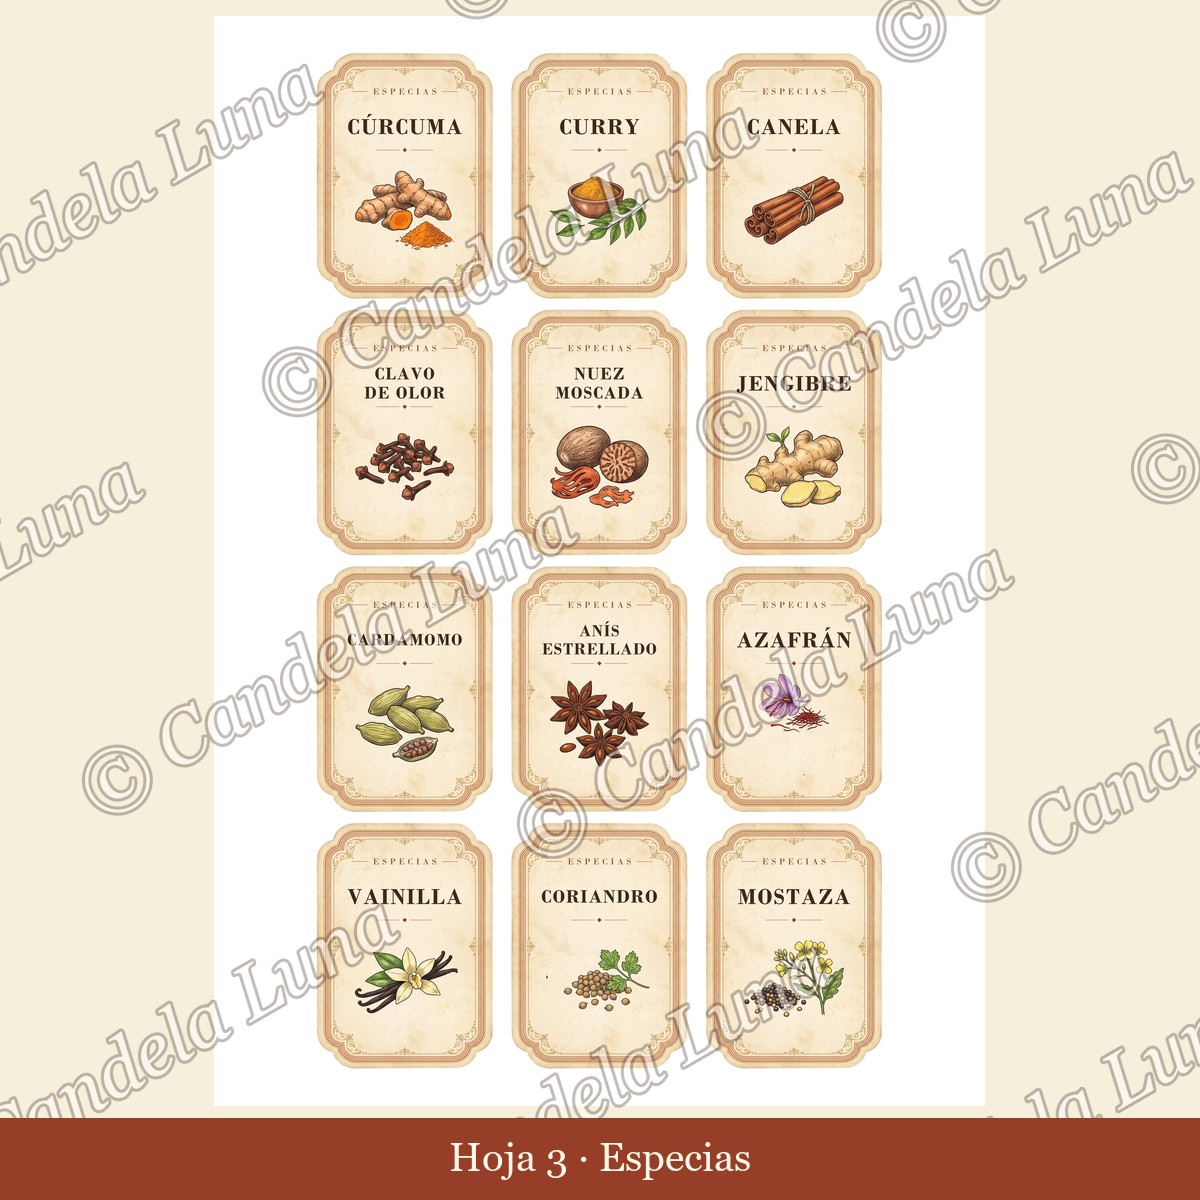 ESPECIAS
CÚRCUMA
ESPECIAS
CURRY
ESPECIAS
CANELA
ESPECIAS
CLAVO
DE OLOR
ESPECIAS
NUEZ
MOSCADA
ESPECIAS
JENGIBRE
ESPECIAS
CARDAMOMO
ESPECIAS
ANÍS
ESTRELLADO
ESPECIAS
AZAFRÁN
ESPECIAS
VAINILLA
ESPECIAS
CORIANDRO
ESPECIAS
MOSTAZA
© Candela Luna
Hoja 3 · Especias